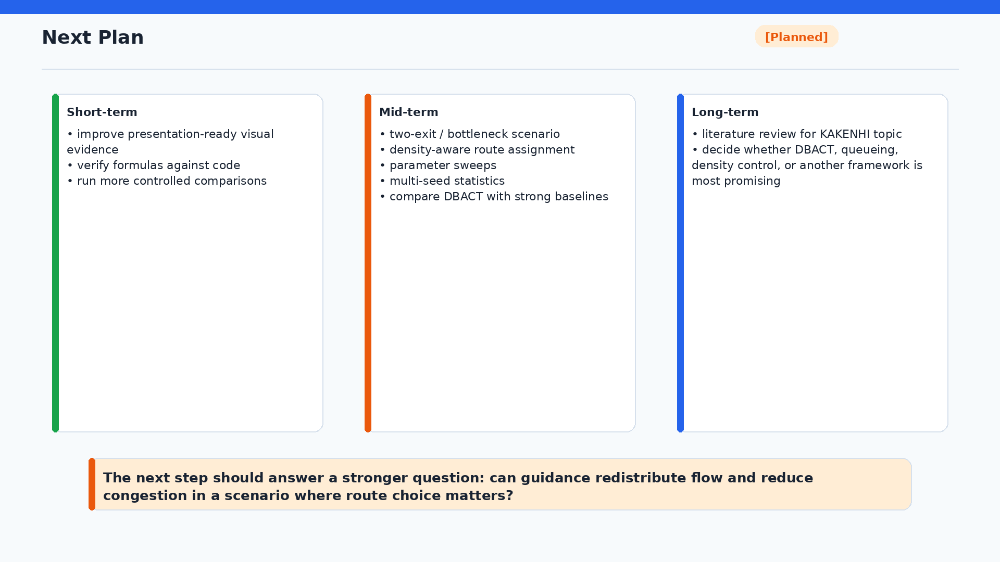 Next Plan
[Planned]
Short-term
• improve presentation-ready visual
evidence
• verify formulas against code
• run more controlled comparisons
Mid-term
• two-exit / bottleneck scenario
• density-aware route assignment
• parameter sweeps
• multi-seed statistics
• compare DBACT with strong baselines
Long-term
• literature review for KAKENHI topic
• decide whether DBACT, queueing,
density control, or another framework is
most promising
The next step should answer a stronger question: can guidance redistribute flow and reduce
congestion in a scenario where route choice matters?